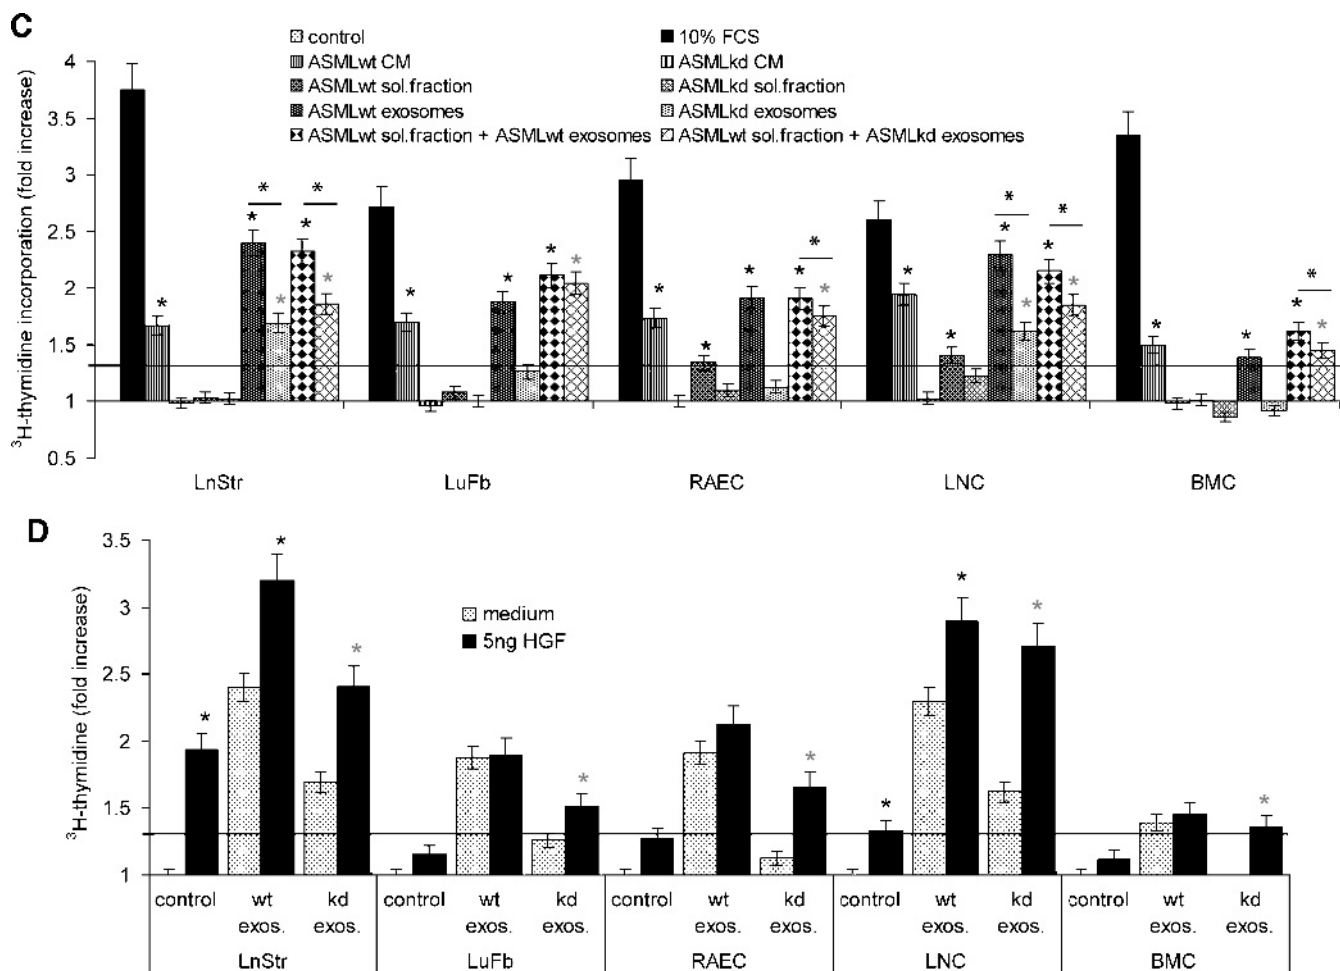 C
control
10% FCS
ASMLwt CM
ASMLkd CM
ASMLwt sol.fraction
ASMLkd sol.fraction
ASMLwt exosomes
ASMLkd exosomes
ASMLwt sol.fraction + ASMLwt exosomes
ASMLwt sol.fraction + ASMLkd exosomes
³H-thymidine incorporation (fold increase)
4
3.5
3
2.5
2
1.5
1
0.5
* * * * * * *
* * * *
* * * * * * * *
* * * * * * * * *
* * * * *
LnStr LuFb RAEC LNC BMC
D
³H-thymidine (fold increase)
3.5
3
2.5
2
1.5
1
medium
5ng HGF
* * *
*
*
* * *
*
control wt exos. kd exos. control wt exos. kd exos. control wt exos. kd exos. control wt exos. kd exos. control wt exos. kd exos.
LnStr LuFb RAEC LNC BMC